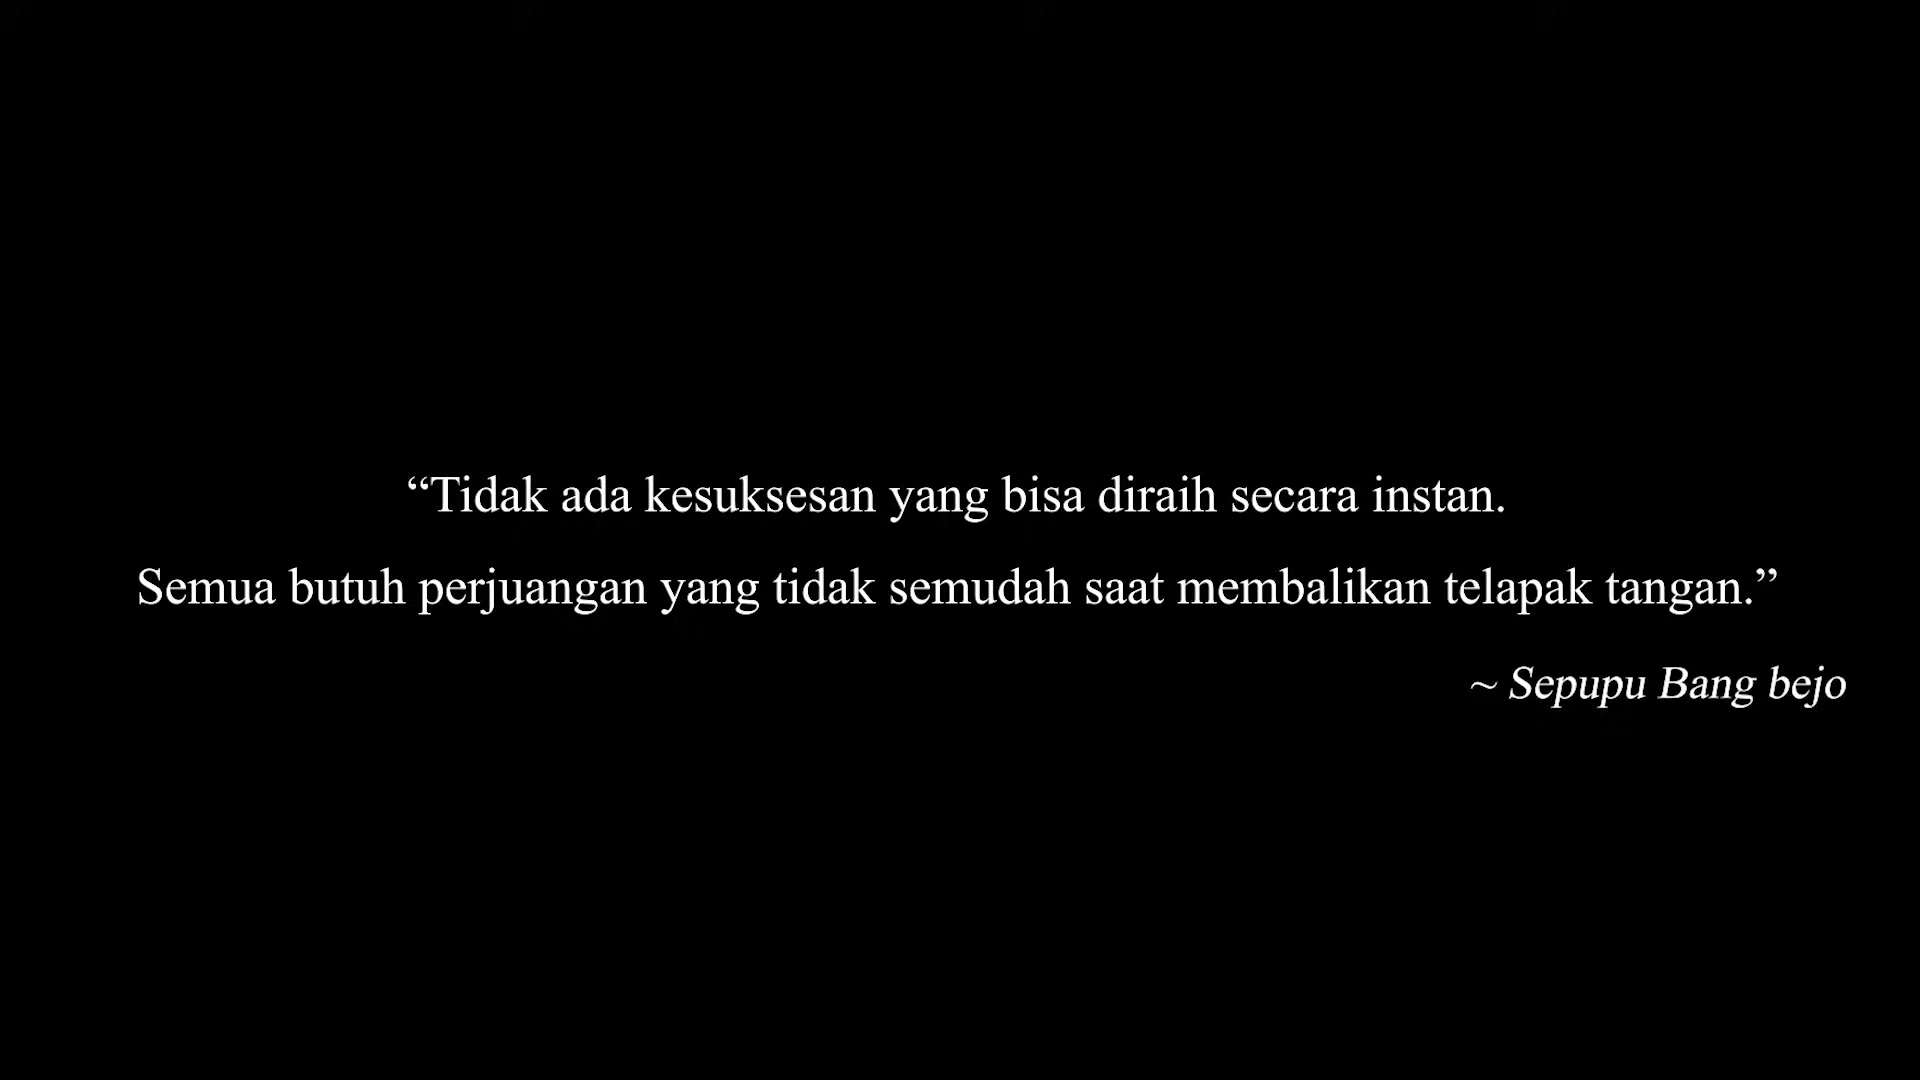 “Tidak ada kesuksesan yang bisa diraih secara instan.
Semua butuh perjuangan yang tidak semudah saat membalikan telapak tangan.”
~ Sepupu Bang bejo